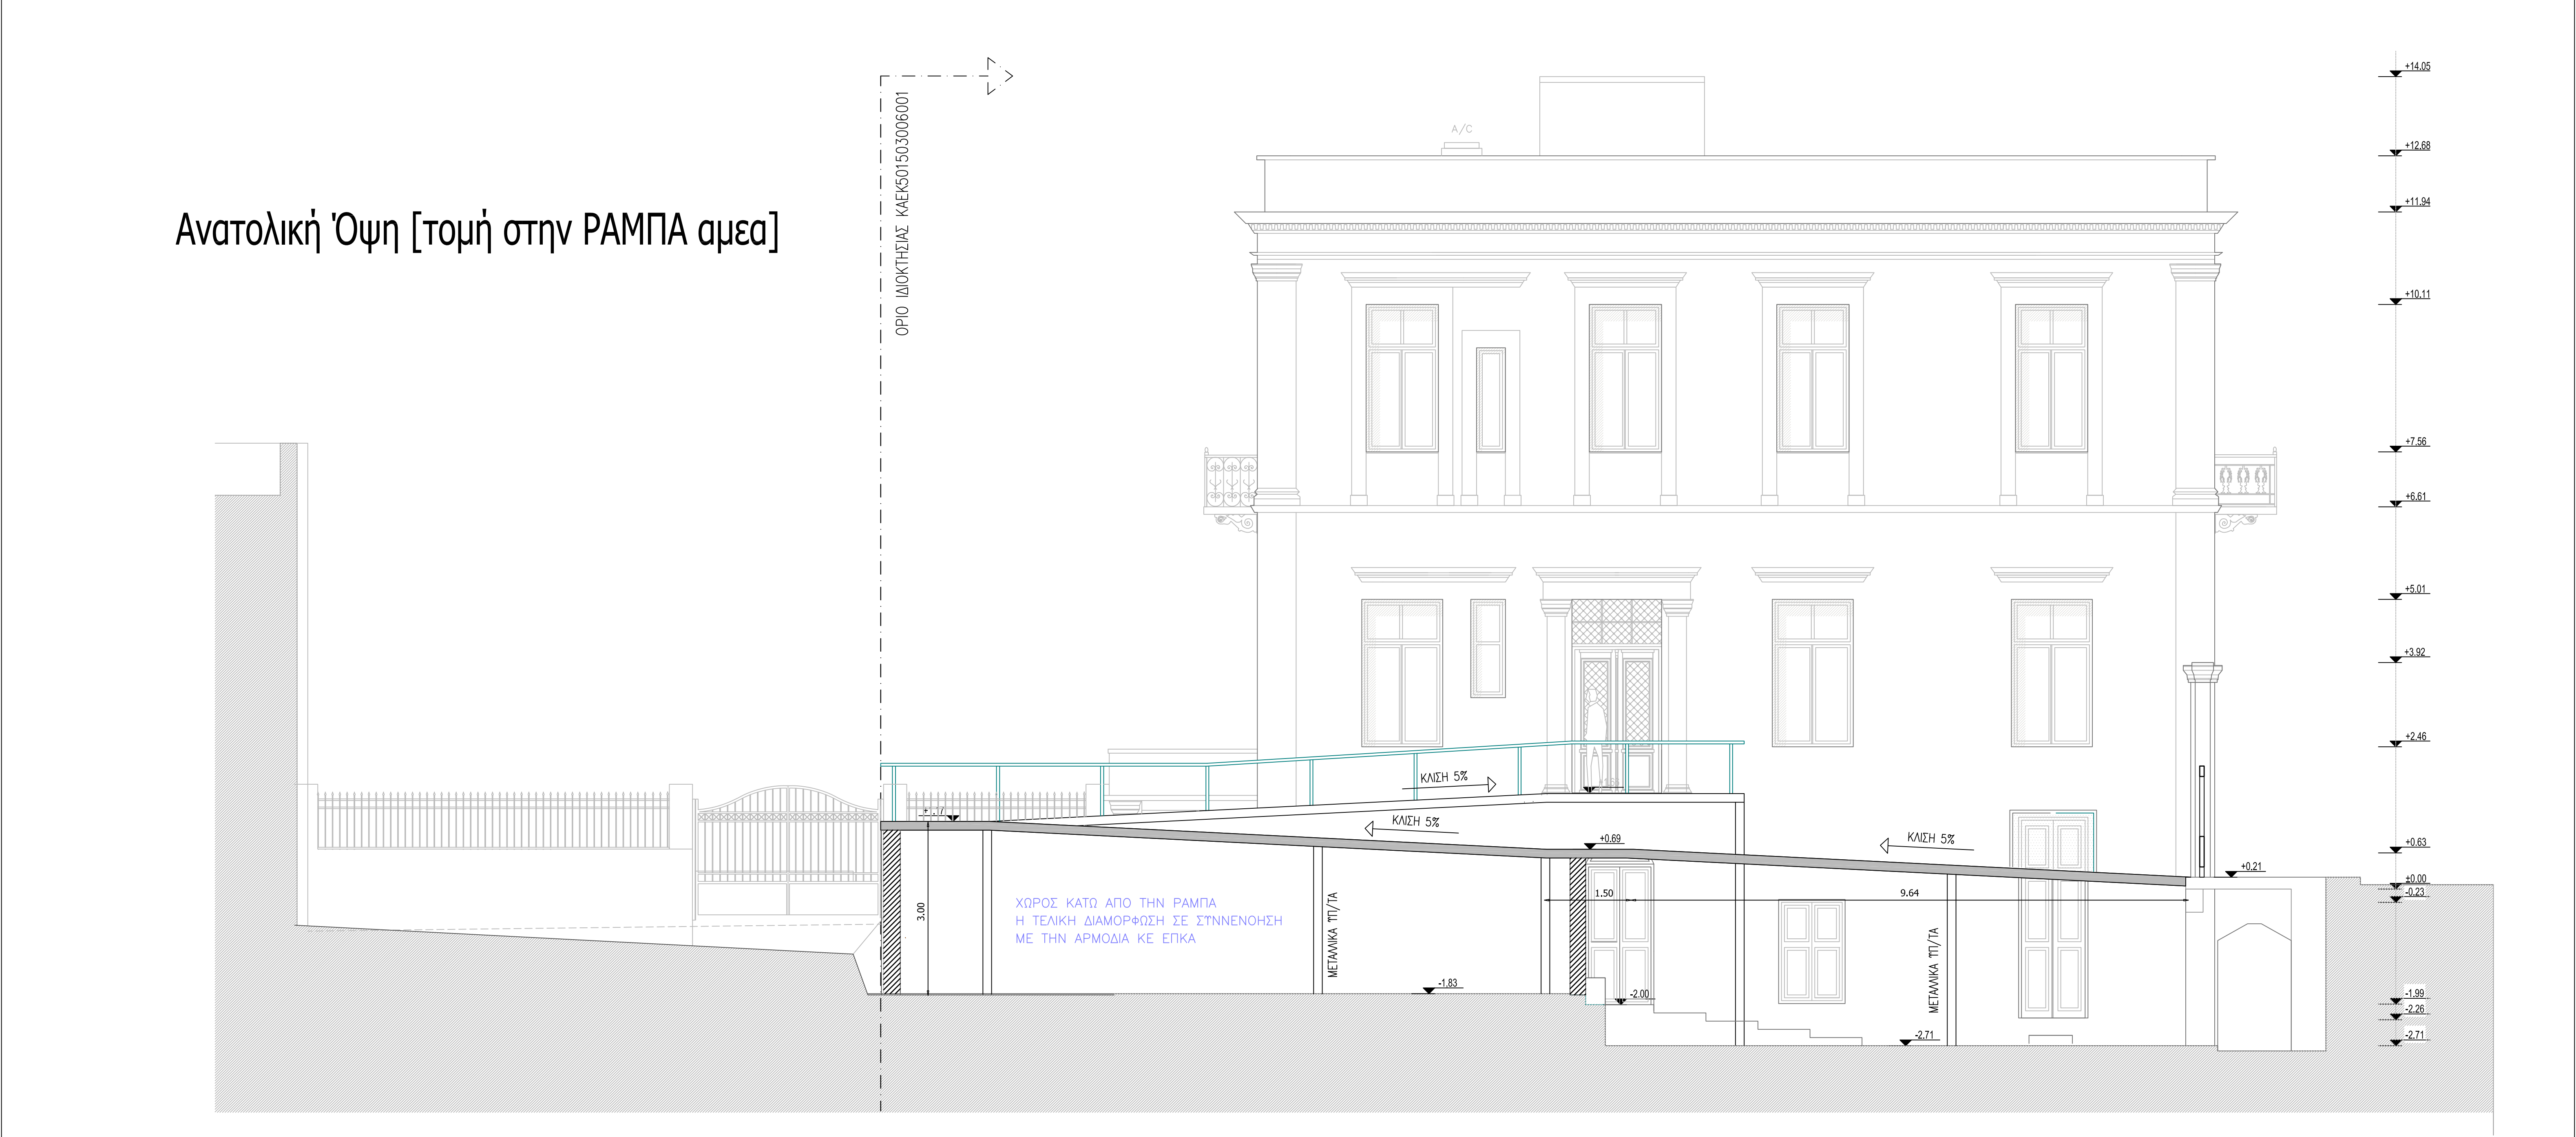 +14.05
A/C
+12.68
ΟΡΙΟ ΙΔΙΟΚΤΗΣΙΑΣ ΚΑΕΚ501503006001
+11.94
Ανατολική Όψη [τομή στην ΡΑΜΠΑ αμεα]
+10.11
+7.56
+6.61
+5.01
+3.92
+2.46
ΚΛΙΣΗ 5%
ΚΛΙΣΗ 5%
ΚΛΙΣΗ 5%
+0.69
+0.63
+0.21
±0.00
-0.23
1.50
9.64
3.00
ΧΩΡΟΣ ΚΑΤΩ ΑΠΟ ΤΗΝ ΡΑΜΠΑ
Η ΤΕΛΙΚΗ ΔΙΑΜΟΡΦΩΣΗ ΣΕ ΣΥΝΝΕΝΟΗΣΗ
ΜΕ ΤΗΝ ΑΡΜΟΔΙΑ ΚΕ ΕΠΚΑ
ΜΕΤΑΛΛΙΚΑ ΥΠ/ΤΑ
ΜΕΤΑΛΛΙΚΑ ΥΠ/ΤΑ
-1.83
-2.00
-1.99
-2.26
-2.71
-2.71